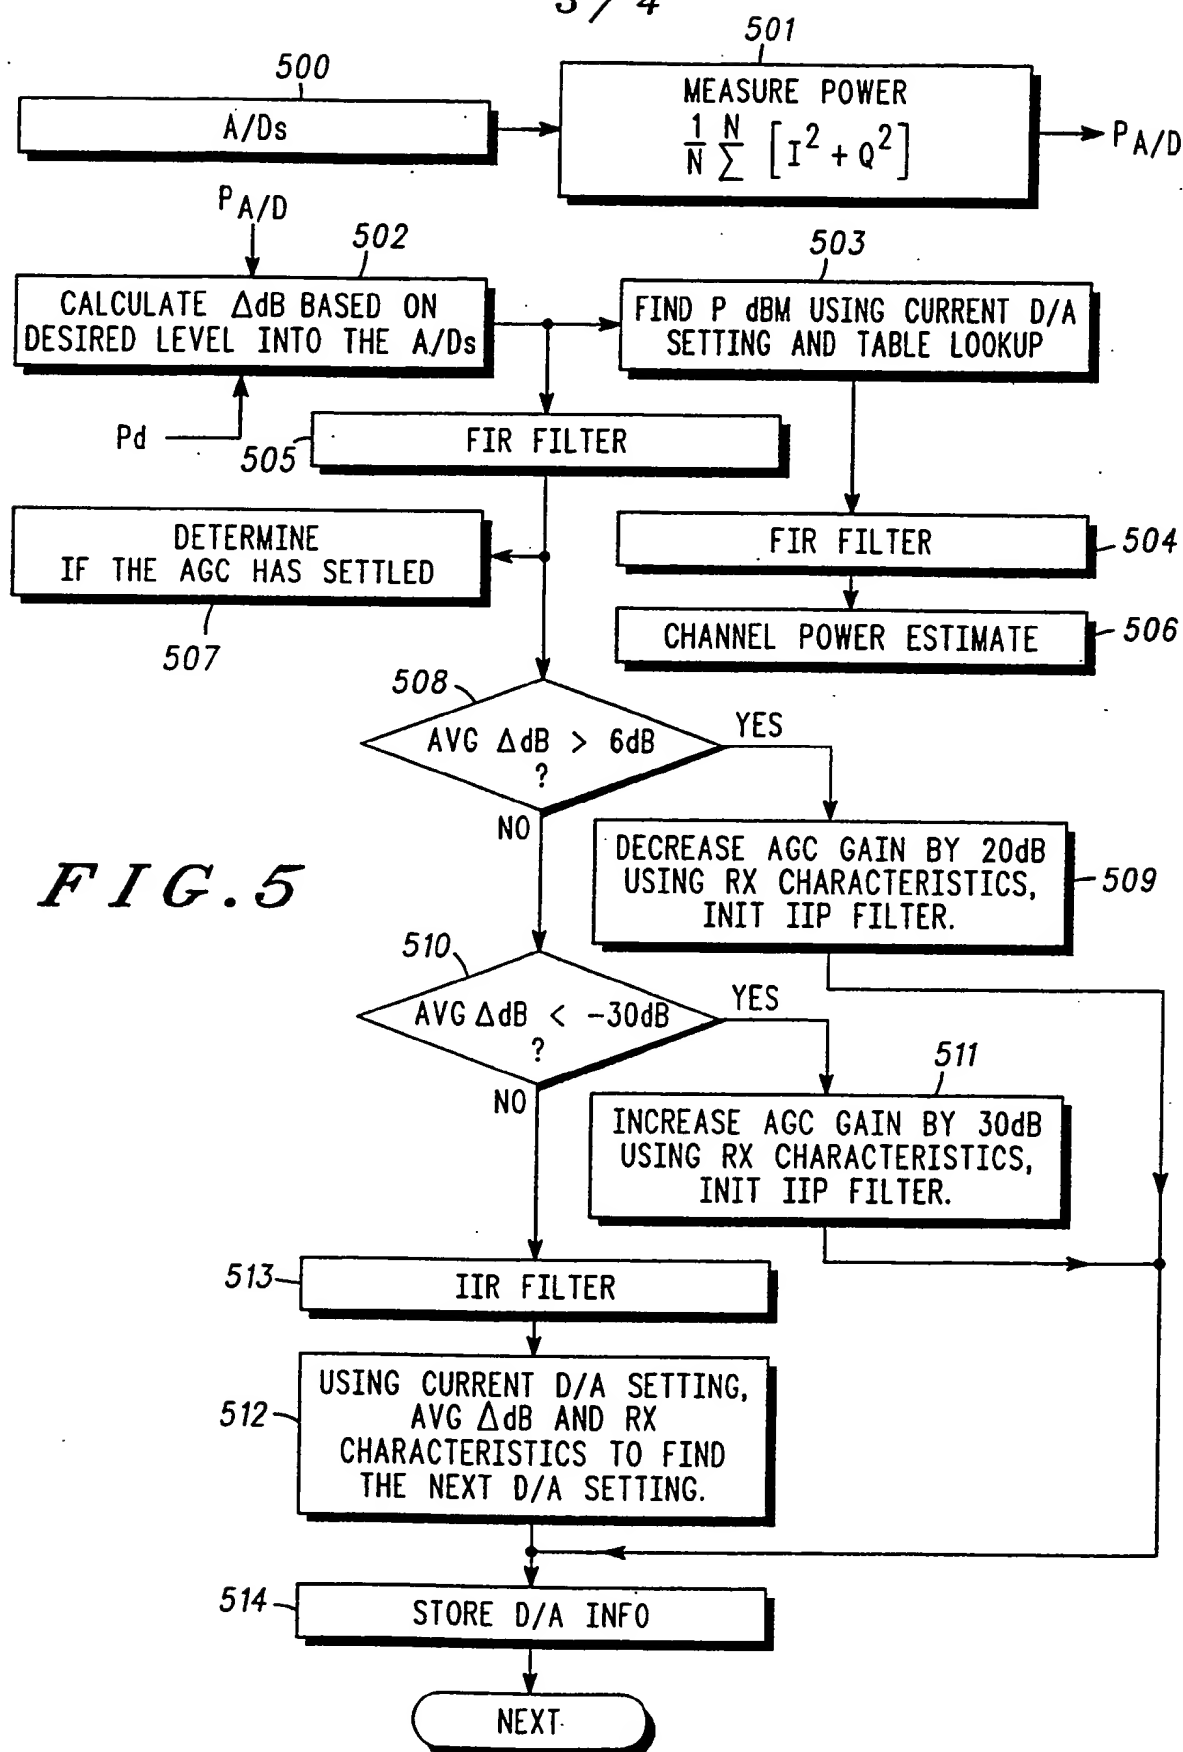 3/4
500
501
A/Ds
MEASURE POWER
1/N N∑ [I² + Q²]
P A/D
P A/D
502
503
CALCULATE ΔdB BASED ON
DESIRED LEVEL INTO THE A/Ds
FIND P dBM USING CURRENT D/A
SETTING AND TABLE LOOKUP
Pd
505
FIR FILTER
DETERMINE
IF THE AGC HAS SETTLED
507
FIR FILTER
504
CHANNEL POWER ESTIMATE
506
508
AVG ΔdB > 6dB
?
YES
NO
DECREASE AGC GAIN BY 20dB
USING RX CHARACTERISTICS,
INIT IIP FILTER.
509
FIG.5
510
AVG ΔdB < -30dB
?
YES
NO
511
INCREASE AGC GAIN BY 30dB
USING RX CHARACTERISTICS,
INIT IIP FILTER.
513
IIR FILTER
512
USING CURRENT D/A SETTING,
AVG ΔdB AND RX
CHARACTERISTICS TO FIND
THE NEXT D/A SETTING.
514
STORE D/A INFO
NEXT